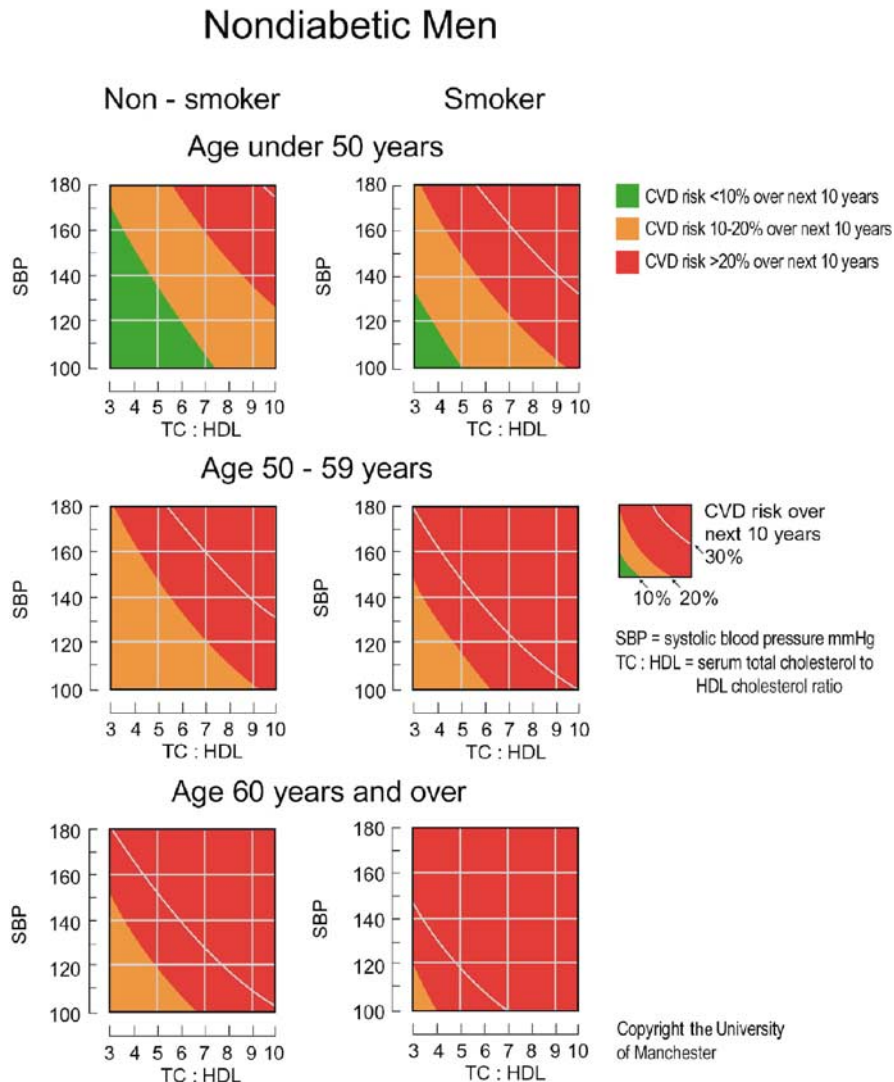 Nondiabetic Men
Non - smoker
Smoker
Age under 50 years
180
160
140
120
100
SBP
3 4 5 6 7 8 9 10
TC : HDL
180
160
140
120
100
SBP
3 4 5 6 7 8 9 10
TC : HDL
CVD risk <10% over next 10 years
CVD risk 10-20% over next 10 years
CVD risk >20% over next 10 years
Age 50 - 59 years
180
160
140
120
100
SBP
3 4 5 6 7 8 9 10
TC : HDL
180
160
140
120
100
SBP
3 4 5 6 7 8 9 10
TC : HDL
CVD risk over
next 10 years
30%
10% 20%
SBP = systolic blood pressure mmHg
TC : HDL = serum total cholesterol to
HDL cholesterol ratio
Age 60 years and over
180
160
140
120
100
SBP
3 4 5 6 7 8 9 10
TC : HDL
180
160
140
120
100
SBP
3 4 5 6 7 8 9 10
TC : HDL
Copyright the University
of Manchester